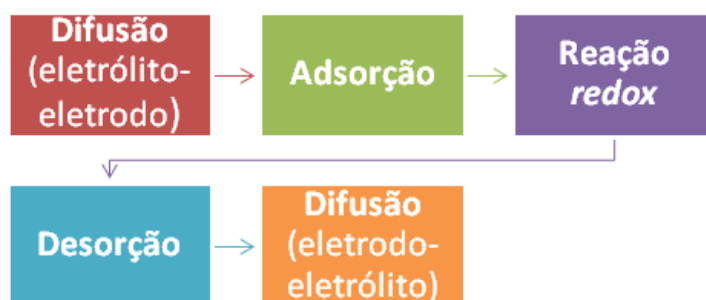 Difusão
(eletrólito-
eletrodo)
Adsorção
Reação
redox
Desorção
Difusão
(eletrodo-
eletrólito)